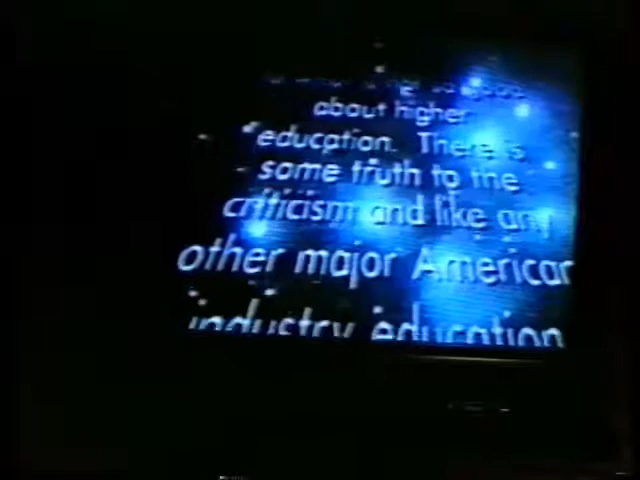 about higher
education. There is
some truth to the
criticism and like any
other major American
industry education